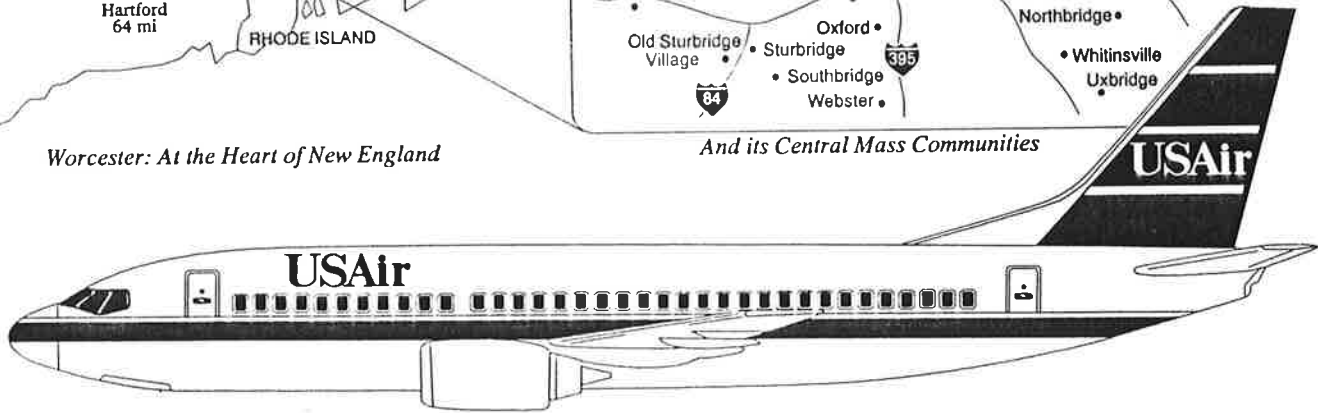 Hartford
64 mi
RHODE ISLAND
Old Sturbridge
Village
Sturbridge
Southbridge
Webster
Oxford
84
395
Northbridge
Whitinsville
Uxbridge
Worcester: At the Heart of New England
And its Central Mass Communities
USAir
USAir